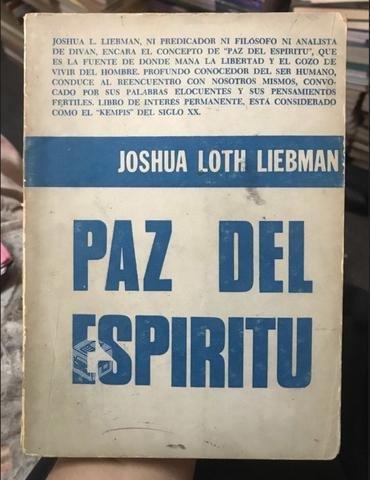 JOSHUA L. LIEBMAN, NI PREDICADOR NI FILOSOFO NI ANALISTA
DE DIVAN, ENCARA EL CONCEPTO DE "PAZ DEL ESPIRITU", QUE
ES LA FUENTE DE DONDE MANA LA LIBERTAD Y EL GOZO DE
VIVIR DEL HOMBRE. PROFUNDO CONOCEDOR DEL SER HUMANO,
CONDUCE AL REENCUENTRO CON NOSOTROS MISMOS, CONVO-
CADO POR SUS PALABRAS ELOCUENTES Y SUS PENSAMIENTOS
FERTILES. LIBRO DE INTERÉS PERMANENTE, ESTÁ CONSIDERADO
COMO EL "KEMPIS" DEL SIGLO XX.
JOSHUA LOTH LIEBMAN
PAZ DEL
ESPIRITU